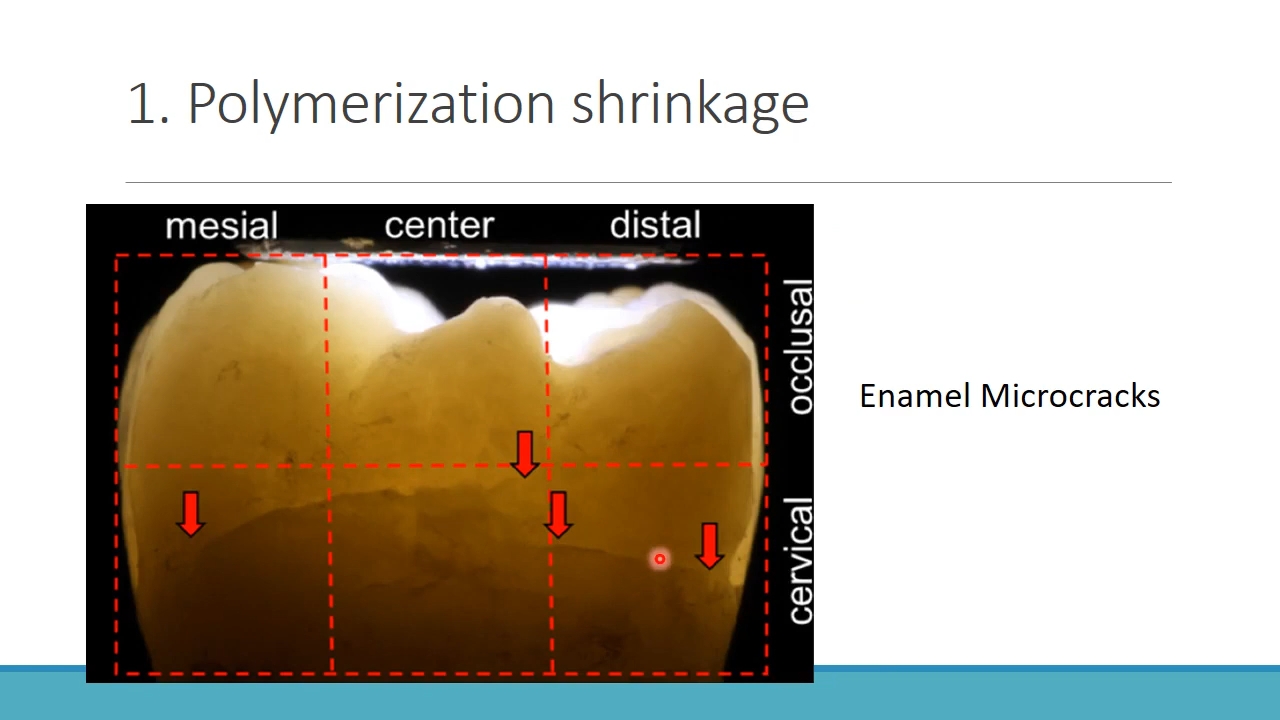 1. Polymerization shrinkage
mesial center distal
occlusal
Enamel Microcracks
cervical